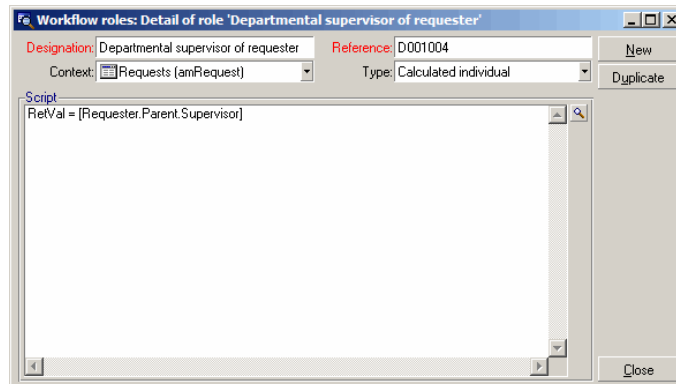 Workflow roles: Detail of role 'Departmental supervisor of requester'
Designation: Departmental supervisor of requester Reference: D001004 New
Context: Requests (amRequest) Type: Calculated individual Duplicate
Script
RetVal = [Requester.Parent.Supervisor]
Close